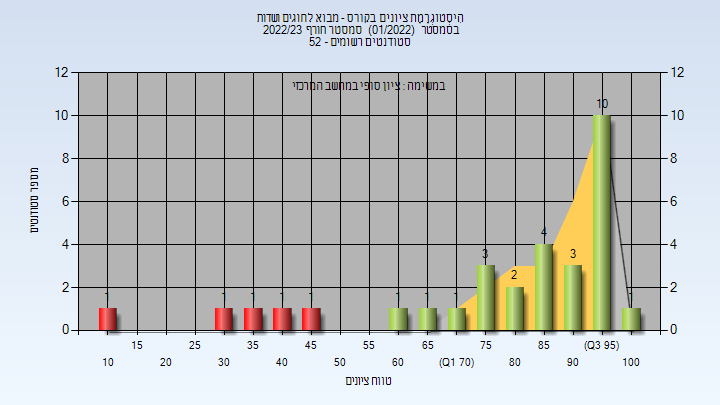 היסטוגרמת ציונים בקורס - מבוא לחוגים ושדות
בסמסטר (01/2022) סמסטר חורף 2022/23
סטודנטים רשומים - 52
במשימה : ציון סופי במחשב המרכזי
12 12
10 10
8 8
6 6
4 4
2 2
0 0
מספר סטודנטים
1 1 1 1 1 1 1 1 3 2 4 3 10 1
15 25 35 45 55 65 75 85 (Q3 95)
10 20 30 40 50 60 (Q1 70) 80 90 100
טווח ציונים